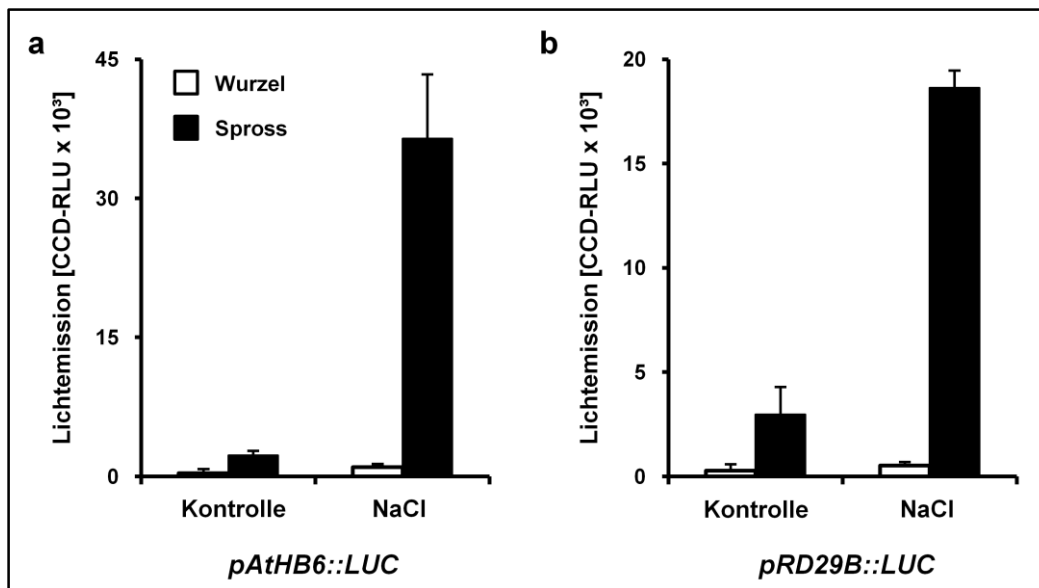 a
Lichtemission [CCD-RLU x 10³]
45
30
15
0
Wurzel
Spross
Kontrolle
NaCl
pAtHB6::LUC
b
Lichtemission [CCD-RLU x 10³]
20
15
10
5
0
Kontrolle
NaCl
pRD29B::LUC